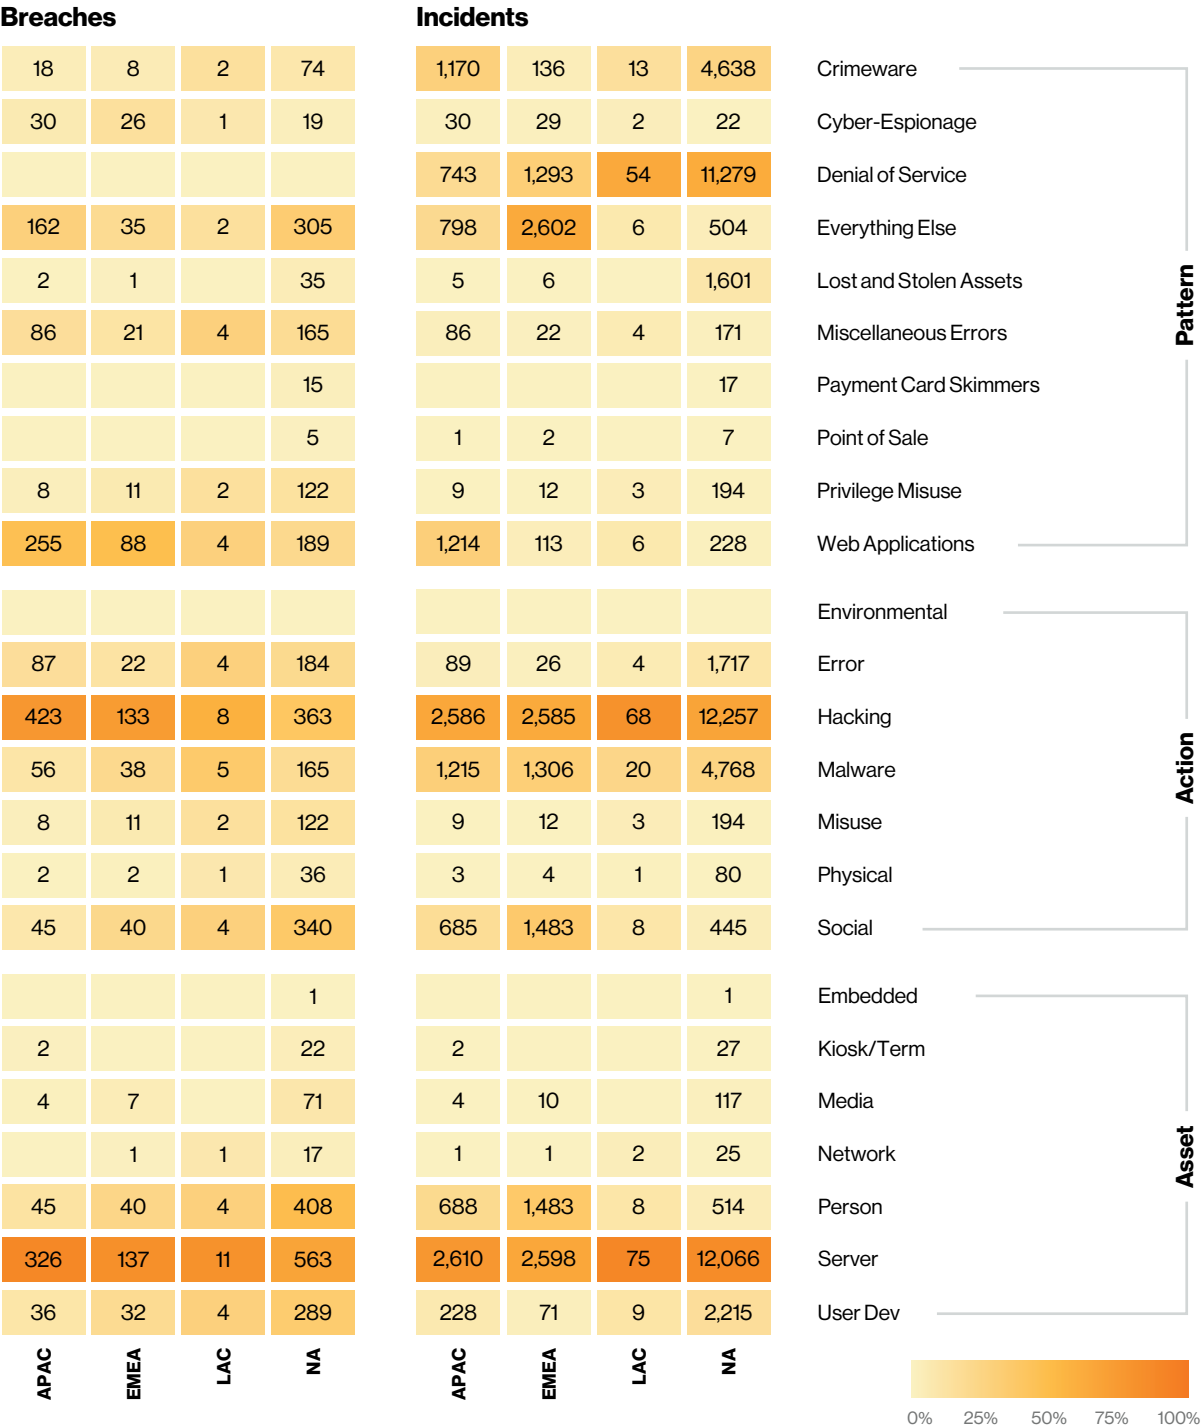 Breaches Incidents
18 8 2 74 1,170 136 13 4,638 Crimeware
30 26 1 19 30 29 2 22 Cyber-Espionage
743 1,293 54 11,279 Denial of Service
162 35 2 305 798 2,602 6 504 Everything Else
2 1 35 5 6 1,601 Lost and Stolen Assets
86 21 4 165 86 22 4 171 Miscellaneous Errors
15 17 Payment Card Skimmers
5 1 2 7 Point of Sale
8 11 2 122 9 12 3 194 Privilege Misuse
255 88 4 189 1,214 113 6 228 Web Applications
Pattern
Environmental
87 22 4 184 89 26 4 1,717 Error
423 133 8 363 2,586 2,585 68 12,257 Hacking
56 38 5 165 1,215 1,306 20 4,768 Malware
8 11 2 122 9 12 3 194 Misuse
2 2 1 36 3 4 1 80 Physical
45 40 4 340 685 1,483 8 445 Social
Action
1 1 Embedded
2 22 2 27 Kiosk/Term
4 7 71 4 10 117 Media
1 1 17 1 1 2 25 Network
45 40 4 408 688 1,483 8 514 Person
326 137 11 563 2,610 2,598 75 12,066 Server
36 32 4 289 228 71 9 2,215 User Dev
Asset
APAC EMEA LAC NA APAC EMEA LAC NA
0% 25% 50% 75% 100%